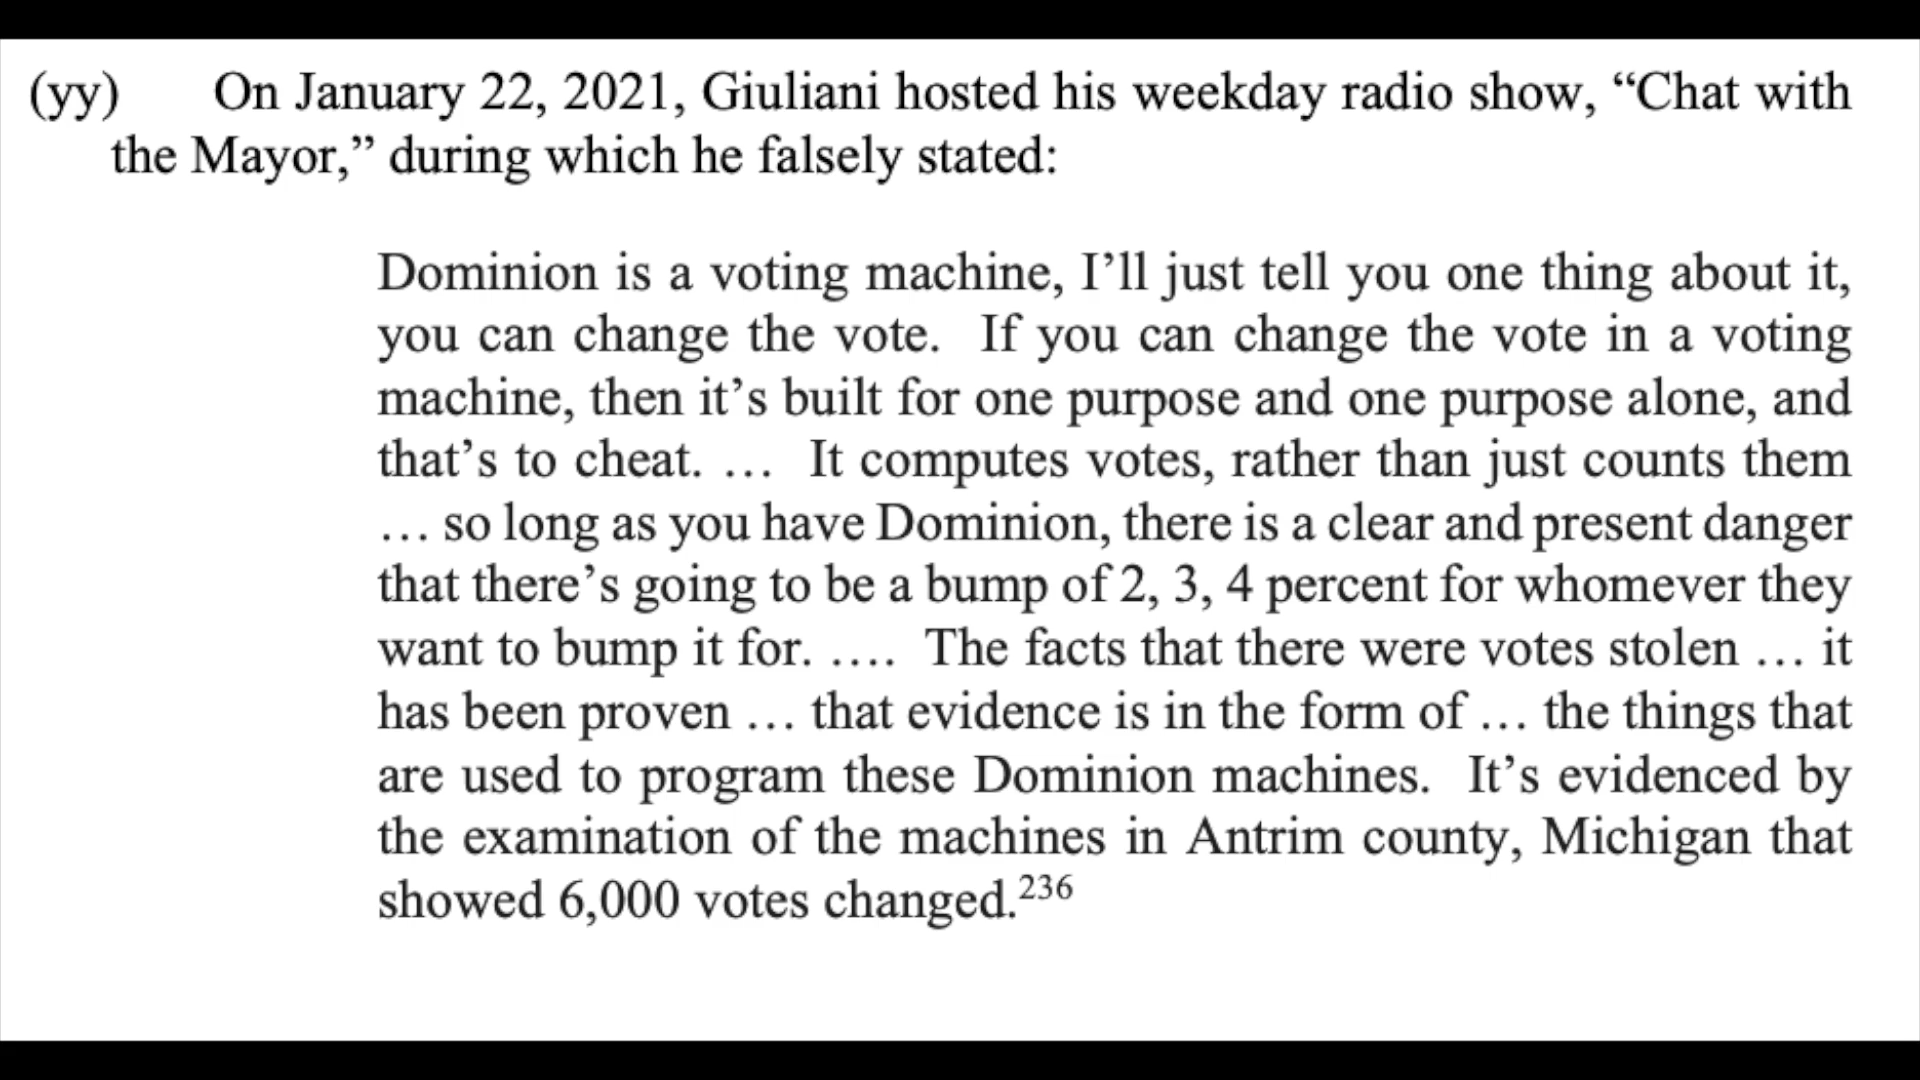 (yy) On January 22, 2021, Giuliani hosted his weekday radio show, “Chat with
the Mayor,” during which he falsely stated:
Dominion is a voting machine, I’ll just tell you one thing about it,
you can change the vote. If you can change the vote in a voting
machine, then it’s built for one purpose and one purpose alone, and
that’s to cheat. … It computes votes, rather than just counts them
… so long as you have Dominion, there is a clear and present danger
that there’s going to be a bump of 2, 3, 4 percent for whomever they
want to bump it for. …. The facts that there were votes stolen … it
has been proven … that evidence is in the form of … the things that
are used to program these Dominion machines. It’s evidenced by
the examination of the machines in Antrim county, Michigan that
showed 6,000 votes changed.236